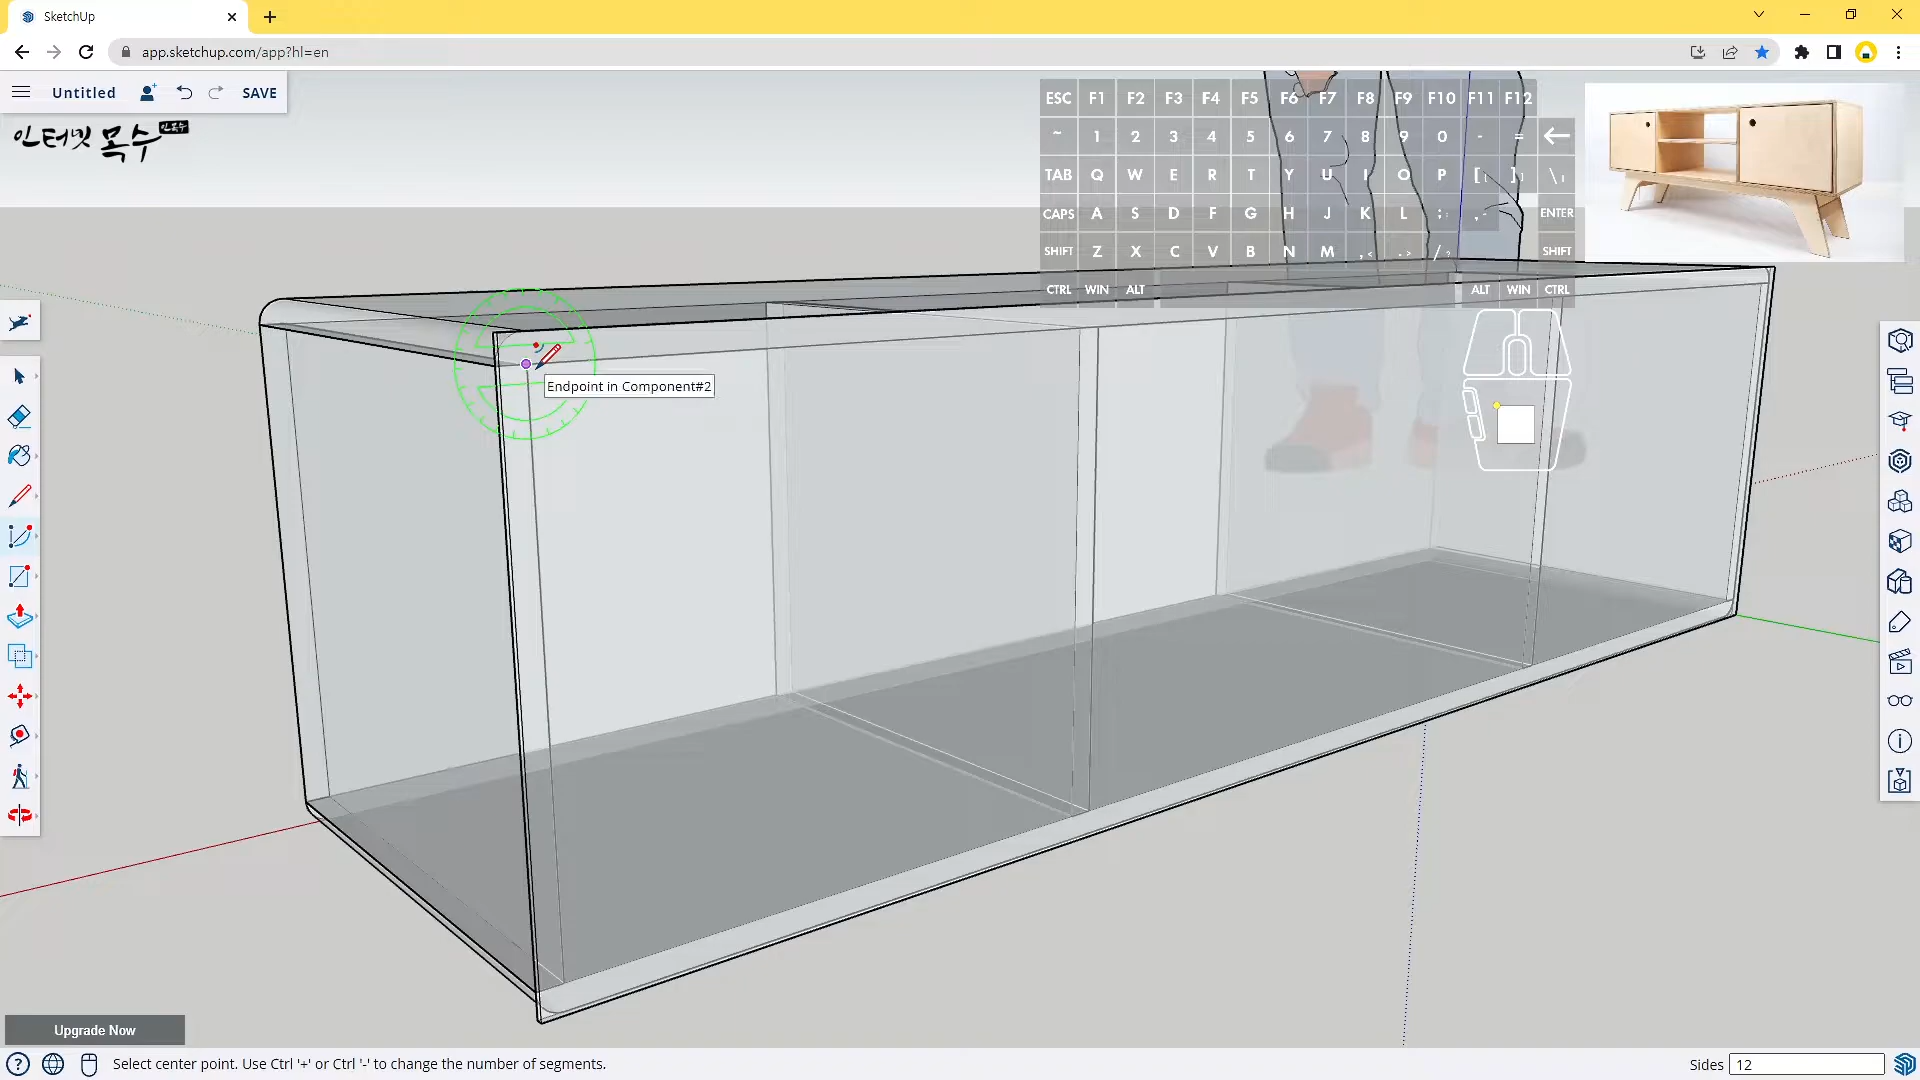 SketchUp
app.sketchup.com/app?hl=en
Untitled
SAVE
인터넷 목수
ESC F1 F2 F3 F4 F5 F6 F7 F8 F9 F10 F11 F12
~ 1 2 3 4 5 6 7 8 9 0 - =
TAB Q W E R T Y U I O P [ ] \
CAPS A S D F G H J K L ; ENTER
SHIFT Z X C V B N M , < . > / ? SHIFT
CTRL WIN ALT ALT WIN CTRL
Endpoint in Component#2
Upgrade Now
Select center point. Use Ctrl '+' or Ctrl '-' to change the number of segments.
Sides 12